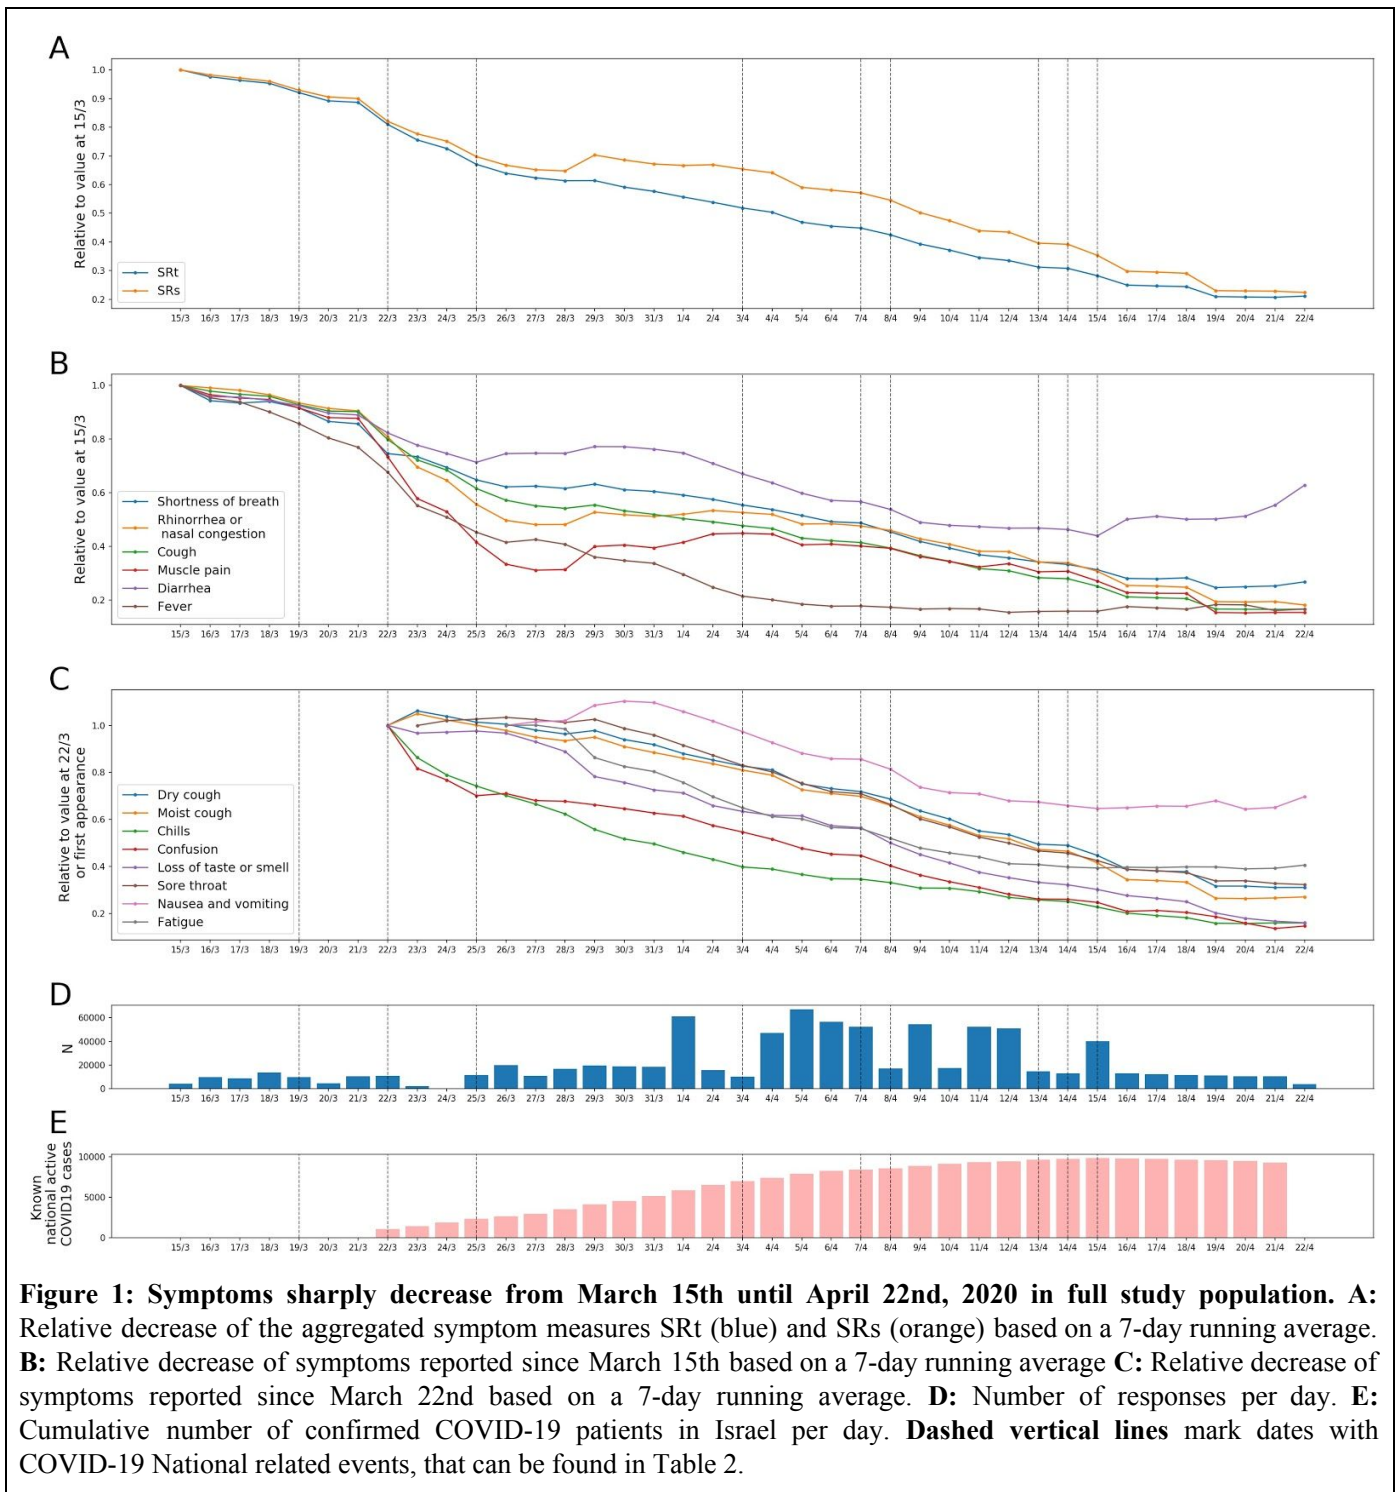 A
Relative to value at 15/3
1.0
0.9
0.8
0.7
0.6
0.5
0.4
0.3
0.2
SRt
SRs
15/3 16/3 17/3 18/3 19/3 20/3 21/3 22/3 23/3 24/3 25/3 26/3 27/3 28/3 29/3 30/3 31/3 1/4 2/4 3/4 4/4 5/4 6/4 7/4 8/4 9/4 10/4 11/4 12/4 13/4 14/4 15/4 16/4 17/4 18/4 19/4 20/4 21/4 22/4
B
Relative to value at 15/3
1.0
0.8
0.6
0.4
0.2
Shortness of breath
Rhinorrhea or
nasal congestion
Cough
Muscle pain
Diarrhea
Fever
15/3 16/3 17/3 18/3 19/3 20/3 21/3 22/3 23/3 24/3 25/3 26/3 27/3 28/3 29/3 30/3 31/3 1/4 2/4 3/4 4/4 5/4 6/4 7/4 8/4 9/4 10/4 11/4 12/4 13/4 14/4 15/4 16/4 17/4 18/4 19/4 20/4 21/4 22/4
C
Relative to value at 22/3
or first appearance
1.0
0.8
0.6
0.4
0.2
Dry cough
Moist cough
Chills
Confusion
Loss of taste or smell
Sore throat
Nausea and vomiting
Fatigue
15/3 16/3 17/3 18/3 19/3 20/3 21/3 22/3 23/3 24/3 25/3 26/3 27/3 28/3 29/3 30/3 31/3 1/4 2/4 3/4 4/4 5/4 6/4 7/4 8/4 9/4 10/4 11/4 12/4 13/4 14/4 15/4 16/4 17/4 18/4 19/4 20/4 21/4 22/4
D
N
60000
40000
20000
0
15/3 16/3 17/3 18/3 19/3 20/3 21/3 22/3 23/3 24/3 25/3 26/3 27/3 28/3 29/3 30/3 31/3 1/4 2/4 3/4 4/4 5/4 6/4 7/4 8/4 9/4 10/4 11/4 12/4 13/4 14/4 15/4 16/4 17/4 18/4 19/4 20/4 21/4 22/4
E
Known
national active
COVID19 cases
10000
5000
0
15/3 16/3 17/3 18/3 19/3 20/3 21/3 22/3 23/3 24/3 25/3 26/3 27/3 28/3 29/3 30/3 31/3 1/4 2/4 3/4 4/4 5/4 6/4 7/4 8/4 9/4 10/4 11/4 12/4 13/4 14/4 15/4 16/4 17/4 18/4 19/4 20/4 21/4 22/4
Figure 1: Symptoms sharply decrease from March 15th until April 22nd, 2020 in full study population. A:
Relative decrease of the aggregated symptom measures SRt (blue) and SRs (orange) based on a 7-day running average.
B: Relative decrease of symptoms reported since March 15th based on a 7-day running average C: Relative decrease of
symptoms reported since March 22nd based on a 7-day running average. D: Number of responses per day. E:
Cumulative number of confirmed COVID-19 patients in Israel per day. Dashed vertical lines mark dates with
COVID-19 National related events, that can be found in Table 2.